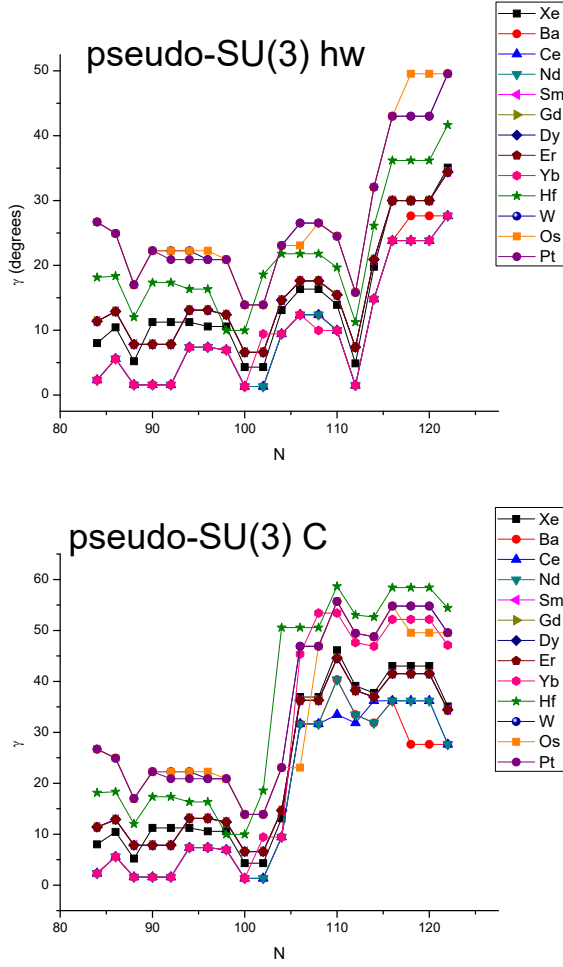 pseudo-SU(3) hw
γ (degrees)
50
40
30
20
10
0
80
90
100
110
120
N
Xe
Ba
Ce
Nd
Sm
Gd
Dy
Er
Yb
Hf
W
Os
Pt
pseudo-SU(3) C
γ
60
50
40
30
20
10
0
80
90
100
110
120
N
Xe
Ba
Ce
Nd
Sm
Gd
Dy
Er
Yb
Hf
W
Os
Pt